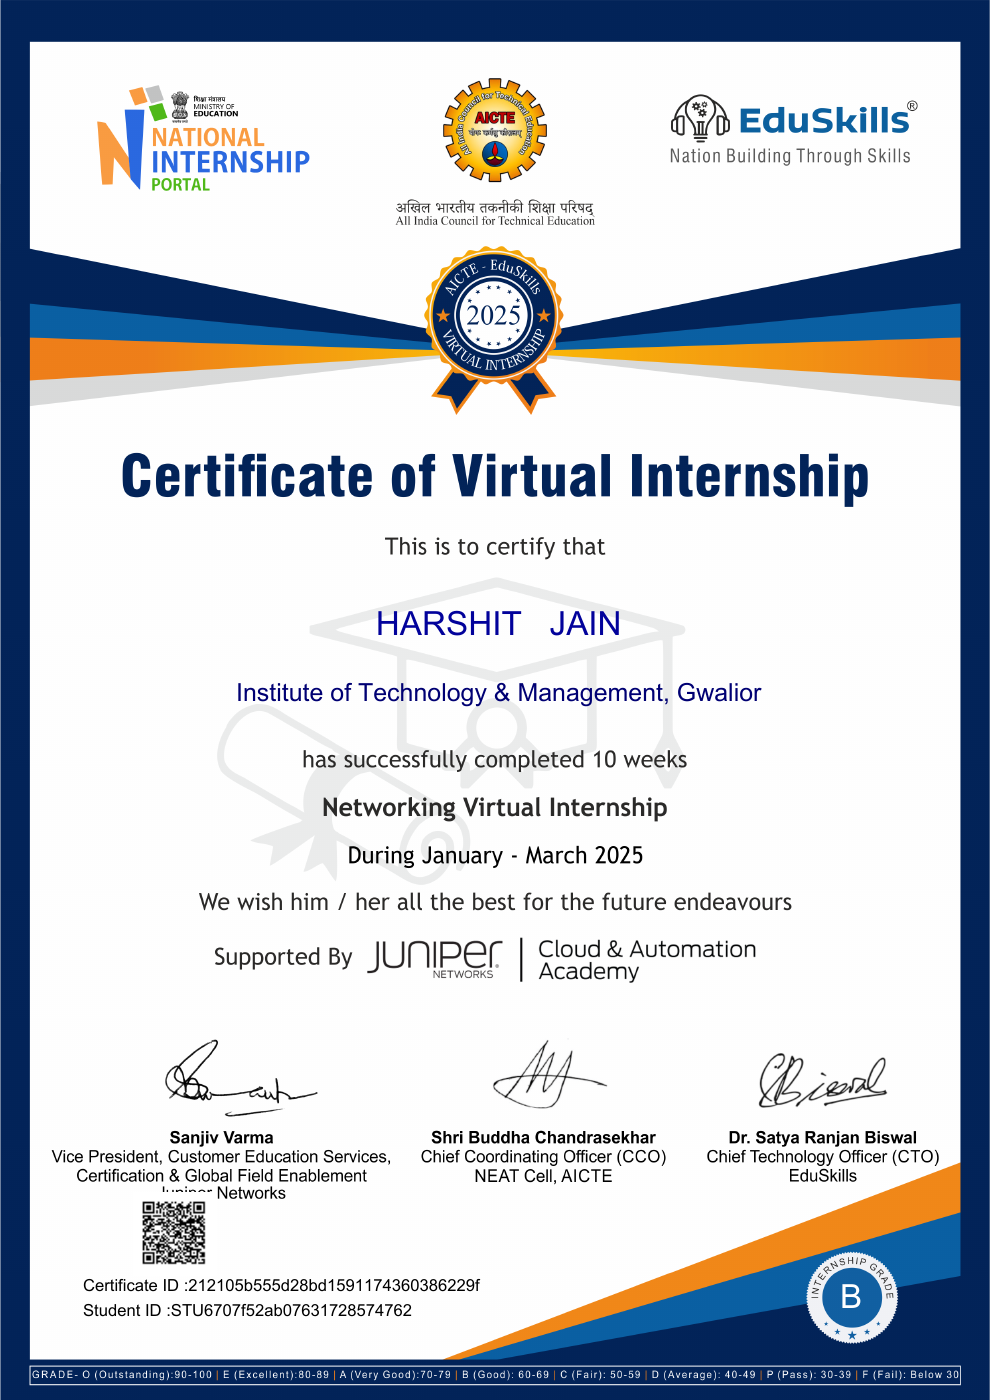 शिक्षा मंत्रालय
MINISTRY OF
EDUCATION
NATIONAL
INTERNSHIP
PORTAL
All India Council for Technical Education
AICTE
EduSkills®
Nation Building Through Skills
अखिल भारतीय तकनीकी शिक्षा परिषद्
All India Council for Technical Education
AICTE - EduSkills
2025
VIRTUAL INTERNSHIP
Certificate of Virtual Internship
This is to certify that
HARSHIT JAIN
Institute of Technology & Management, Gwalior
has successfully completed 10 weeks
Networking Virtual Internship
During January - March 2025
We wish him / her all the best for the future endeavours
Supported By JUNIPER NETWORKS | Cloud & Automation Academy
Sanjiv Varma
Vice President, Customer Education Services,
Certification & Global Field Enablement
Juniper Networks
Shri Buddha Chandrasekhar
Chief Coordinating Officer (CCO)
NEAT Cell, AICTE
Dr. Satya Ranjan Biswal
Chief Technology Officer (CTO)
EduSkills
Certificate ID :212105b555d28bd1591174360386229f
Student ID :STU6707f52ab07631728574762
INTERNSHIP GRADE
B
GRADE- O (Outstanding):90-100 | E (Excellent):80-89 | A (Very Good):70-79 | B (Good): 60-69 | C (Fair): 50-59 | D (Average): 40-49 | P (Pass): 30-39 | F (Fail): Below 30